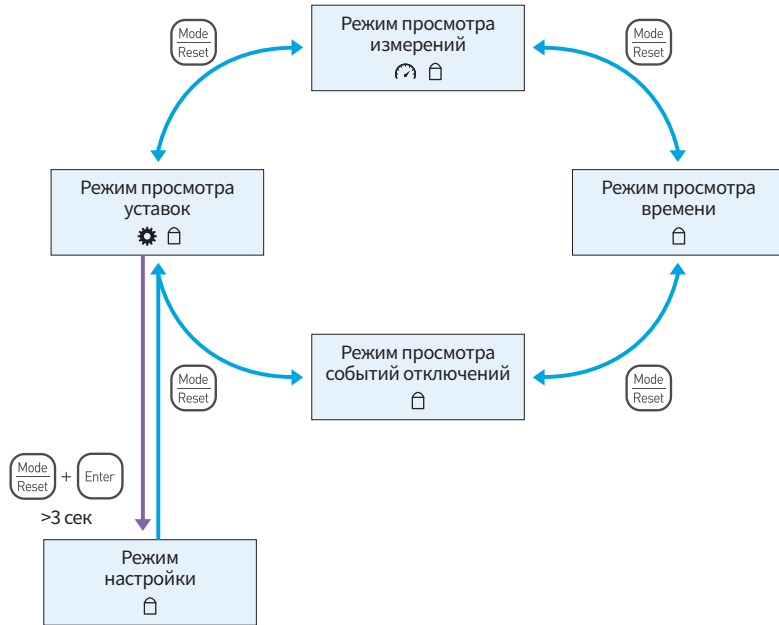 Режим просмотра
измерений
Mode
Reset
Mode
Reset
Режим просмотра
уставок
Режим просмотра
времени
Режим просмотра
событий отключений
Mode
Reset
Mode
Reset
Mode
Reset
+
Enter
>3 сек
Режим
настройки